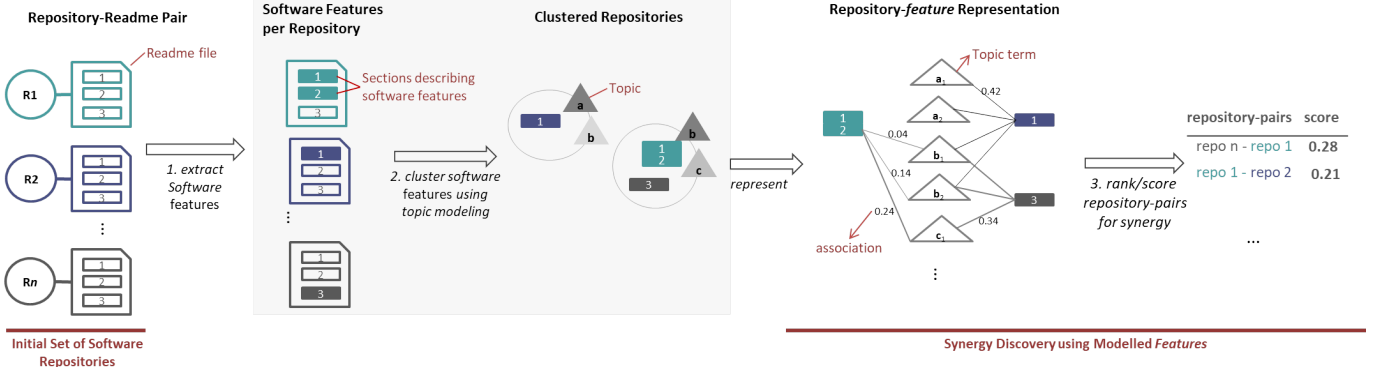 Repository-Readme Pair
Readme file
R1
1
2
3
R2
1
2
3
...
Rn
1
2
3
Initial Set of Software
Repositories
1. extract
Software
features
Software Features
per Repository
1
2
3
Sections describing
software features
1
2
3
...
1
2
3
2. cluster software
features using
topic modeling
Clustered Repositories
Topic
a
1
b
b
1
2
c
3
represent
Repository-feature Representation
Topic term
a1
0.42
a2
1
2
1
0.04
b1
0.14
b2
3
0.24
0.34
c1
association
...
3. rank/score
repository-pairs
for synergy
repository-pairs score
repo n - repo 1 0.28
repo 1 - repo 2 0.21
...
Synergy Discovery using Modelled Features